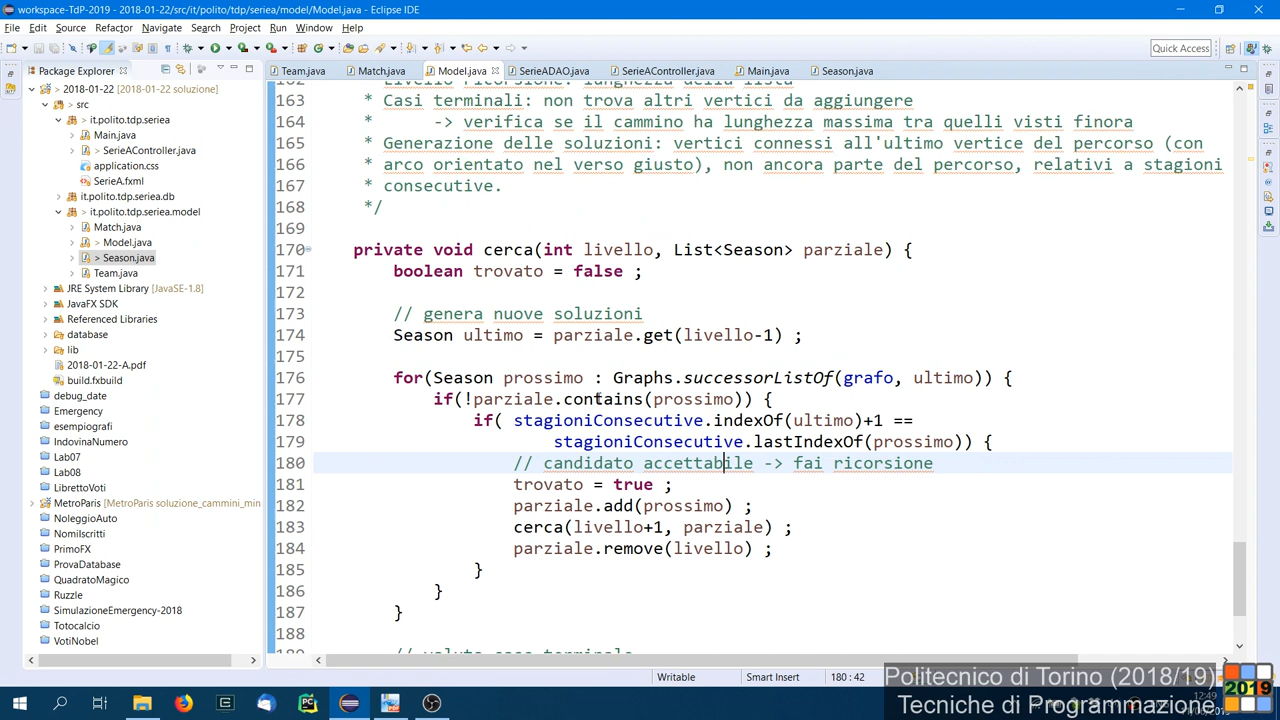 workspace-TdP-2019 - 2018-01-22/src/it/polito/tdp/seriea/model/Model.java - Eclipse IDE
File Edit Source Refactor Navigate Search Project Run Window Help
Quick Access
Package Explorer
Team.java Match.java Model.java SerieADAO.java SerieAController.java Main.java Season.java
2018-01-22 [2018-01-22 soluzione]
src
it.polito.tdp.seriea
Main.java
> SerieAController.java
application.css
SerieA.fxml
it.polito.tdp.seriea.db
it.polito.tdp.seriea.model
Match.java
> Model.java
> Season.java
Team.java
JRE System Library [JavaSE-1.8]
JavaFX SDK
Referenced Libraries
database
lib
2018-01-22-A.pdf
build.fxbuild
debug_date
Emergency
esempiografi
IndovinaNumero
Lab07
Lab08
LibrettoVoti
MetroParis [MetroParis soluzione_cammini_min
NoleggioAuto
NomiIscritti
PrimoFX
ProvaDatabase
QuadratoMagico
Ruzzle
SimulazioneEmergency-2018
Totocalcio
VotiNobel
163 * Casi terminali: non trova altri vertici da aggiungere
164 * -> verifica se il cammino ha lunghezza massima tra quelli visti finora
165 * Generazione delle soluzioni: vertici connessi all'ultimo vertice del percorso (con
166 * arco orientato nel verso giusto), non ancora parte del percorso, relativi a stagioni
167 * consecutive.
168 */
169
170 private void cerca(int livello, List<Season> parziale) {
171 boolean trovato = false ;
172
173 // genera nuove soluzioni
174 Season ultimo = parziale.get(livello-1) ;
175
176 for(Season prossimo : Graphs.successorListOf(grafo, ultimo)) {
177 if(!parziale.contains(prossimo)) {
178 if( stagioniConsecutive.indexOf(ultimo)+1 ==
179 stagioniConsecutive.lastIndexOf(prossimo)) {
180 // candidato accettabile -> fai ricorsione
181 trovato = true ;
182 parziale.add(prossimo) ;
183 cerca(livello+1, parziale) ;
184 parziale.remove(livello) ;
185 }
186 }
187 }
188
// valuta caso terminale
Writable Smart Insert 180 : 42
Politecnico di Torino (2018/19)
Tecniche di Programmazione
2019
12:49